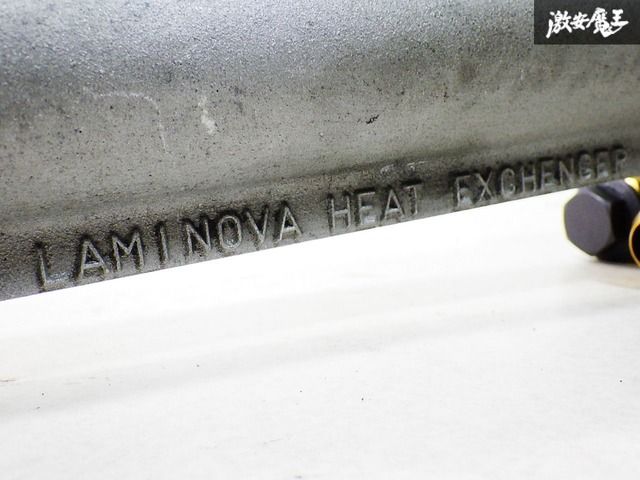 激安魔王
LAMINOVA HEAT EXCHENGER